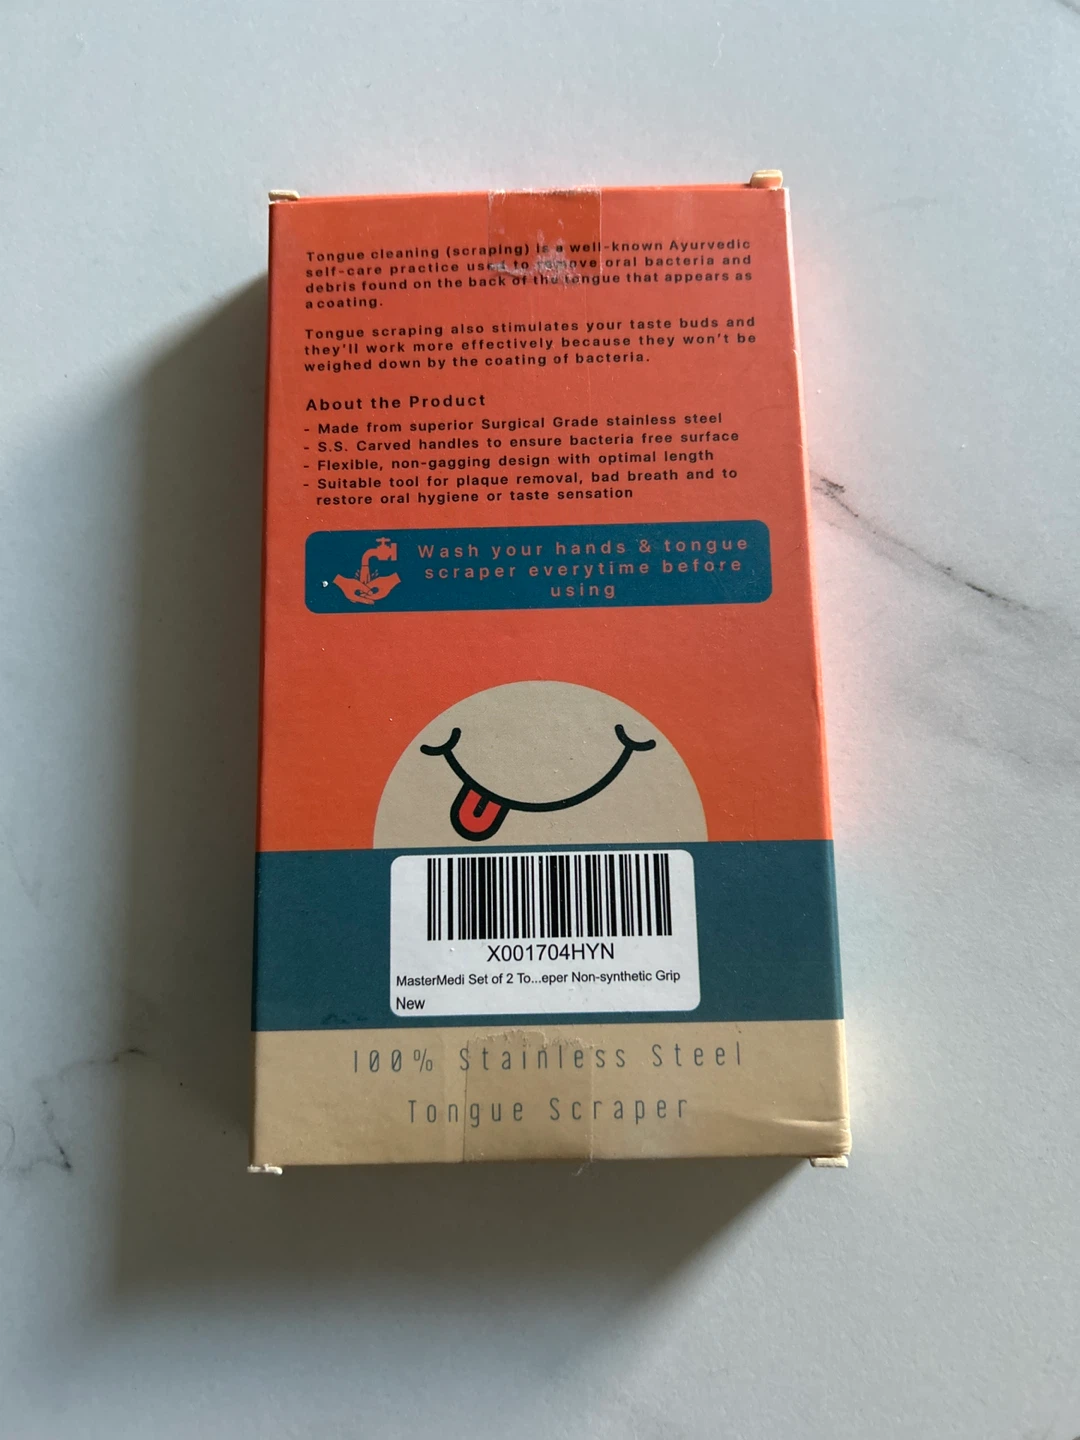 Tongue cleaning (scraping) is a well-known Ayurvedic
self-care practice used to remove oral bacteria and
debris found on the back of the tongue that appears as
a coating.
Tongue scraping also stimulates your taste buds and
they'll work more effectively because they won't be
weighed down by the coating of bacteria.
About the Product
- Made from superior Surgical Grade stainless steel
- S.S. Carved handles to ensure bacteria free surface
- Flexible, non-gagging design with optimal length
- Suitable tool for plaque removal, bad breath and to
restore oral hygiene or taste sensation
Wash your hands & tongue
scraper everytime before
using
X001704HYN
MasterMedi Set of 2 To...eper Non-synthetic Grip
New
100% Stainless Steel
Tongue Scraper